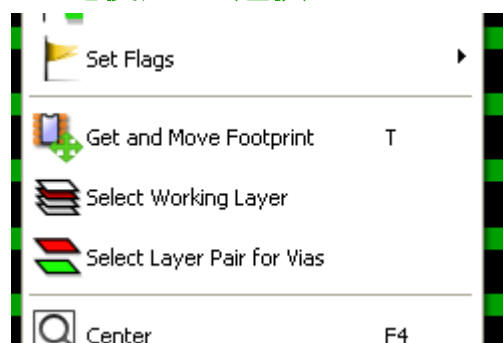 Set Flags
Get and Move Footprint T
Select Working Layer
Select Layer Pair for Vias
Center F4